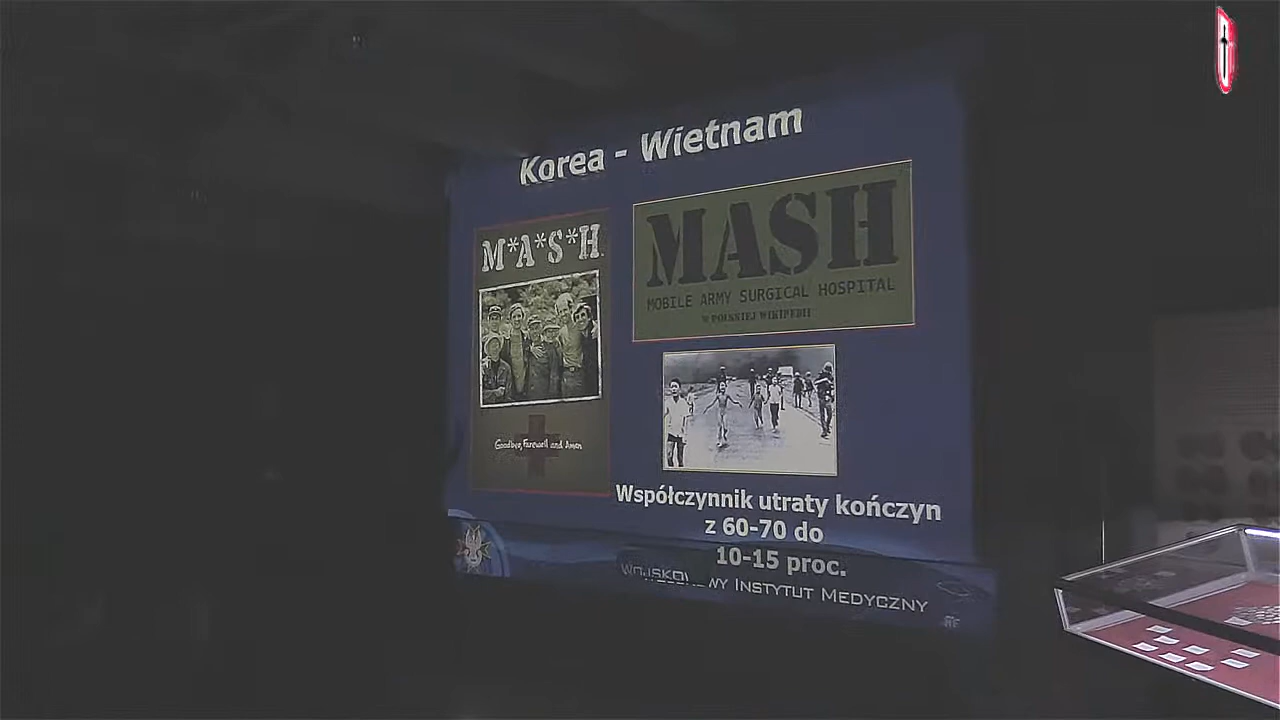 Korea - Wietnam
M*A*S*H
MASH
MOBILE ARMY SURGICAL HOSPITAL
W POLSKIEJ WIKIPEDII
Goodbye, Farewell and Amen
Współczynnik utraty kończyn
z 60-70 do
10-15 proc.
WOJSKOWY INSTYTUT MEDYCZNY